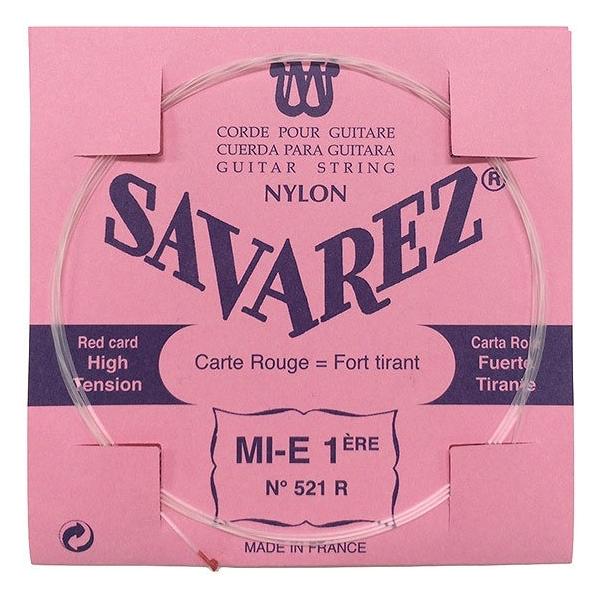 CORDE POUR GUITARE
CUERDA PARA GUITARA
GUITAR STRING
NYLON
SAVAREZ®
Red card
High
Tension
Carte Rouge = Fort tirant
Carta Roja
Fuerte
Tirante
MI-E 1ÈRE
N° 521 R
MADE IN FRANCE